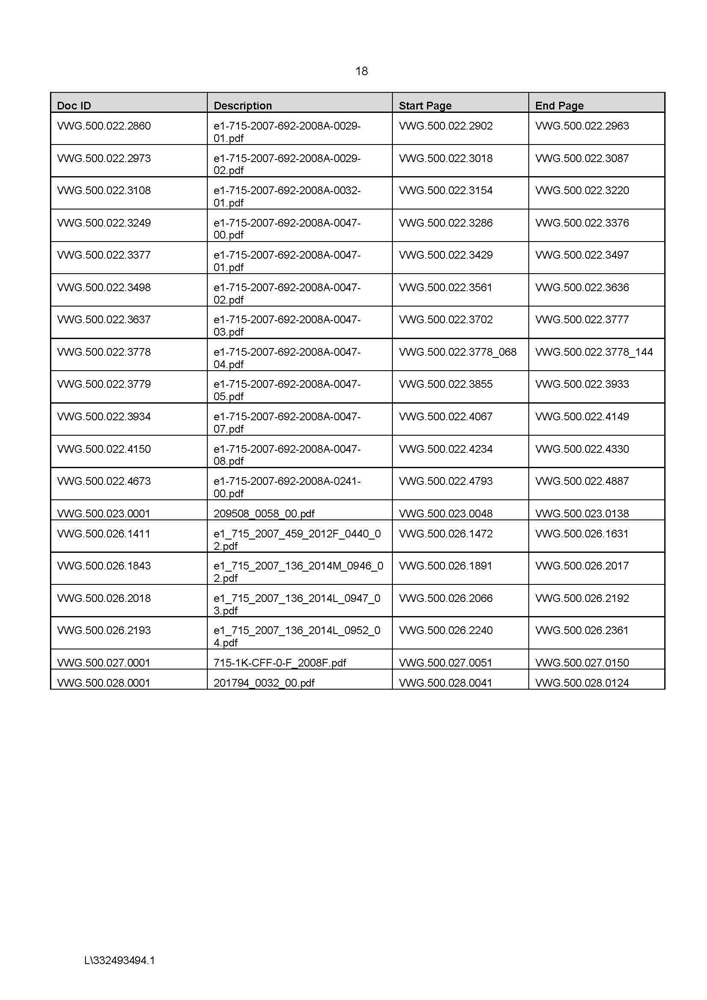 18
Doc ID Description Start Page End Page
VWG.500.022.2860 e1-715-2007-692-2008A-0029- VWG.500.022.2902 VWG.500.022.2963
01.pdf
VWG.500.022.2973 e1-715-2007-692-2008A-0029- VWG.500.022.3018 VWG.500.022.3087
02.pdf
VWG.500.022.3108 e1-715-2007-692-2008A-0032- VWG.500.022.3154 VWG.500.022.3220
01.pdf
VWG.500.022.3249 e1-715-2007-692-2008A-0047- VWG.500.022.3286 VWG.500.022.3376
00.pdf
VWG.500.022.3377 e1-715-2007-692-2008A-0047- VWG.500.022.3429 VWG.500.022.3497
01.pdf
VWG.500.022.3498 e1-715-2007-692-2008A-0047- VWG.500.022.3561 VWG.500.022.3636
02.pdf
VWG.500.022.3637 e1-715-2007-692-2008A-0047- VWG.500.022.3702 VWG.500.022.3777
03.pdf
VWG.500.022.3778 e1-715-2007-692-2008A-0047- VWG.500.022.3778_068 VWG.500.022.3778_144
04.pdf
VWG.500.022.3779 e1-715-2007-692-2008A-0047- VWG.500.022.3855 VWG.500.022.3933
05.pdf
VWG.500.022.3934 e1-715-2007-692-2008A-0047- VWG.500.022.4067 VWG.500.022.4149
07.pdf
VWG.500.022.4150 e1-715-2007-692-2008A-0047- VWG.500.022.4234 VWG.500.022.4330
08.pdf
VWG.500.022.4673 e1-715-2007-692-2008A-0241- VWG.500.022.4793 VWG.500.022.4887
00.pdf
VWG.500.023.0001 209508_0058_00.pdf VWG.500.023.0048 VWG.500.023.0138
VWG.500.026.1411 e1_715_2007_459_2012F_0440_0 VWG.500.026.1472 VWG.500.026.1631
2.pdf
VWG.500.026.1843 e1_715_2007_136_2014M_0946_0 VWG.500.026.1891 VWG.500.026.2017
2.pdf
VWG.500.026.2018 e1_715_2007_136_2014L_0947_0 VWG.500.026.2066 VWG.500.026.2192
3.pdf
VWG.500.026.2193 e1_715_2007_136_2014L_0952_0 VWG.500.026.2240 VWG.500.026.2361
4.pdf
VWG.500.027.0001 715-1K-CFF-0-F_2008F.pdf VWG.500.027.0051 VWG.500.027.0150
VWG.500.028.0001 201794_0032_00.pdf VWG.500.028.0041 VWG.500.028.0124
L\332493494.1